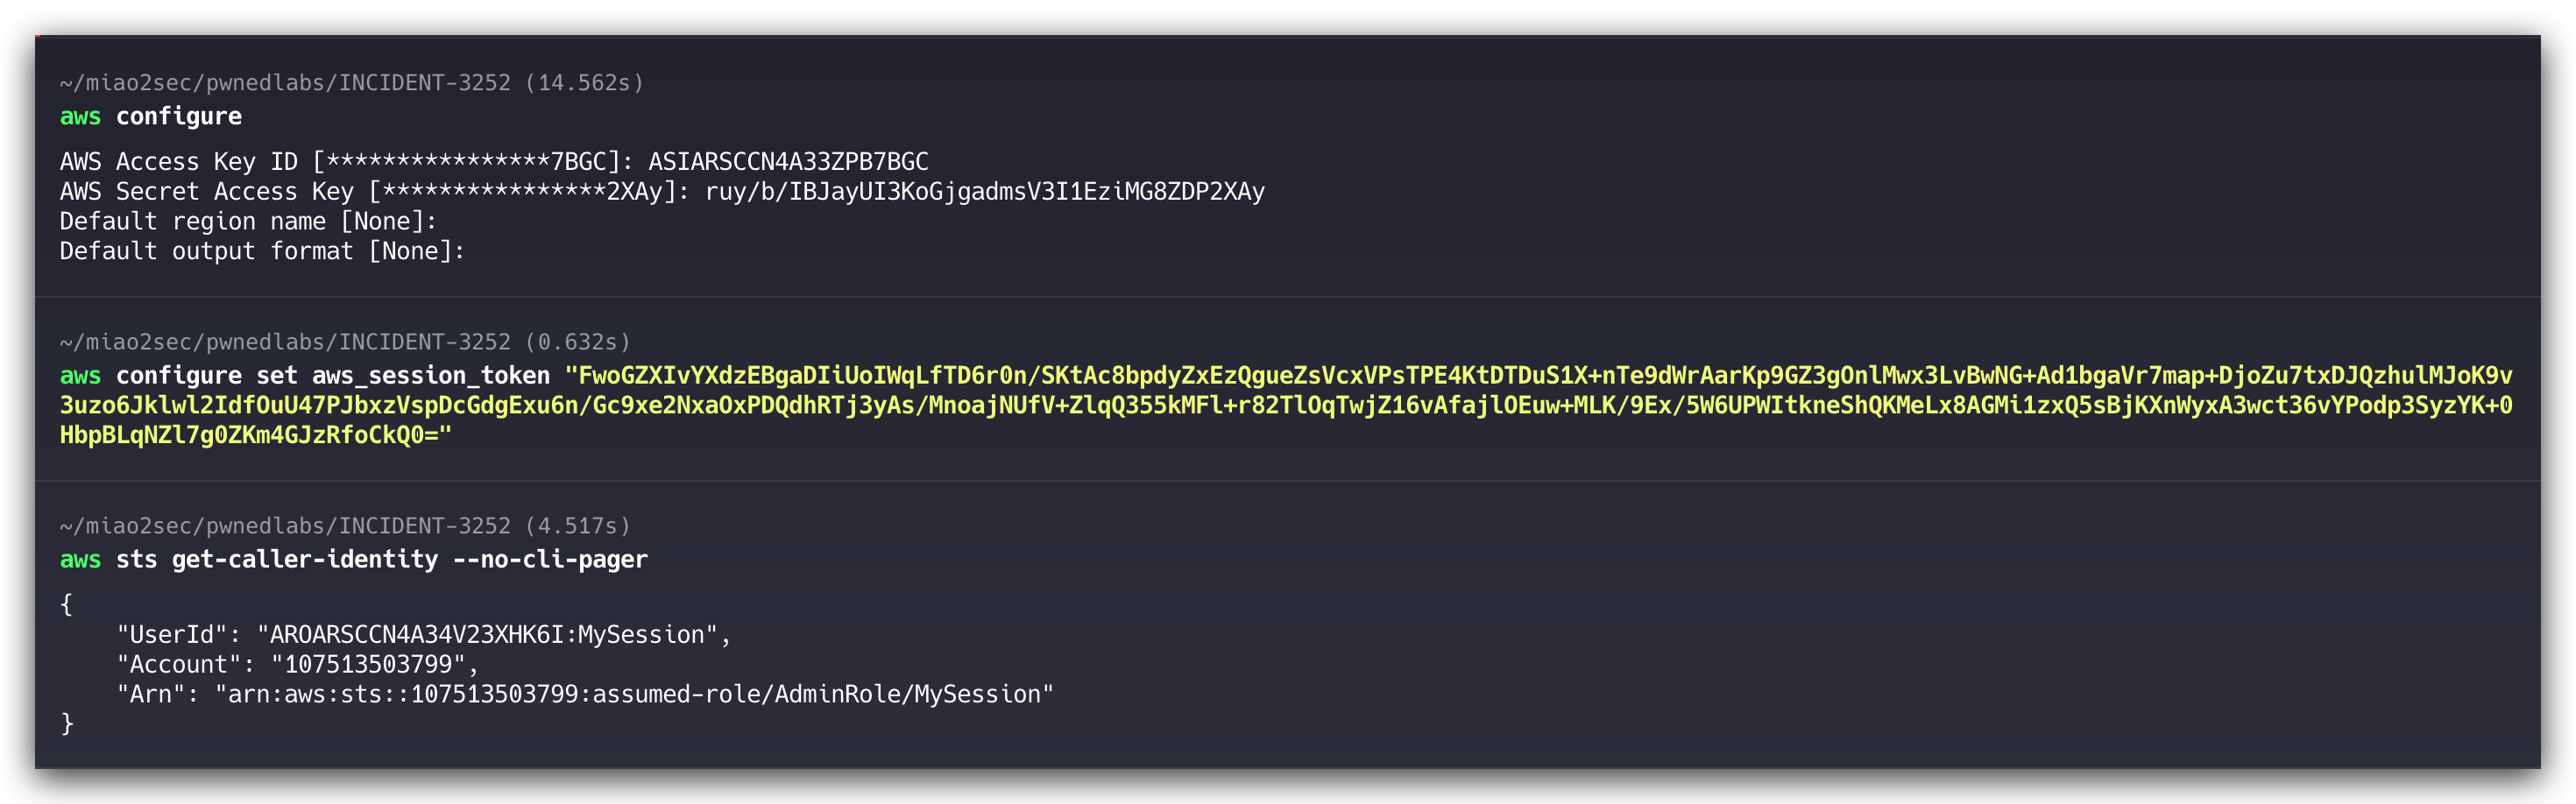 ~/miao2sec/pwnedlabs/INCIDENT-3252 (14.562s)
aws configure
AWS Access Key ID [****************7BGC]: ASIARSCCN4A33ZPB7BGC
AWS Secret Access Key [****************2XAy]: ruy/b/IBJayUI3KoGjgadmsV3I1EziMG8ZDP2XAy
Default region name [None]:
Default output format [None]:
~/miao2sec/pwnedlabs/INCIDENT-3252 (0.632s)
aws configure set aws_session_token "FwoGZXIvYXdzEBgaDIiUoIWqLfTD6r0n/SKtAc8bpdyZxEzQgueZsVcxVPsTPE4KtDTDuS1X+nTe9dWrAarKp9GZ3gOnlMwx3LvBwNG+Ad1bgaVr7map+DjoZu7txDJQzhulMJoK9v
3uzo6Jklwl2IdfOuU47PJbxzVspDcGdgExu6n/Gc9xe2NxaOxPDQdhRTj3yAs/MnoajNUfV+ZlqQ355kMFl+r82TlOqTwjZ16vAfajlOEuw+MLK/9Ex/5W6UPWItkneShQKMeLx8AGMi1zxQ5sBjKXnWyxA3wct36vYPodp3SyzYK+0
HbpBLqNZl7g0ZKm4GJzRfoCkQ0="
~/miao2sec/pwnedlabs/INCIDENT-3252 (4.517s)
aws sts get-caller-identity --no-cli-pager
{
    "UserId": "AROARSCCN4A34V23XHK6I:MySession",
    "Account": "107513503799",
    "Arn": "arn:aws:sts::107513503799:assumed-role/AdminRole/MySession"
}